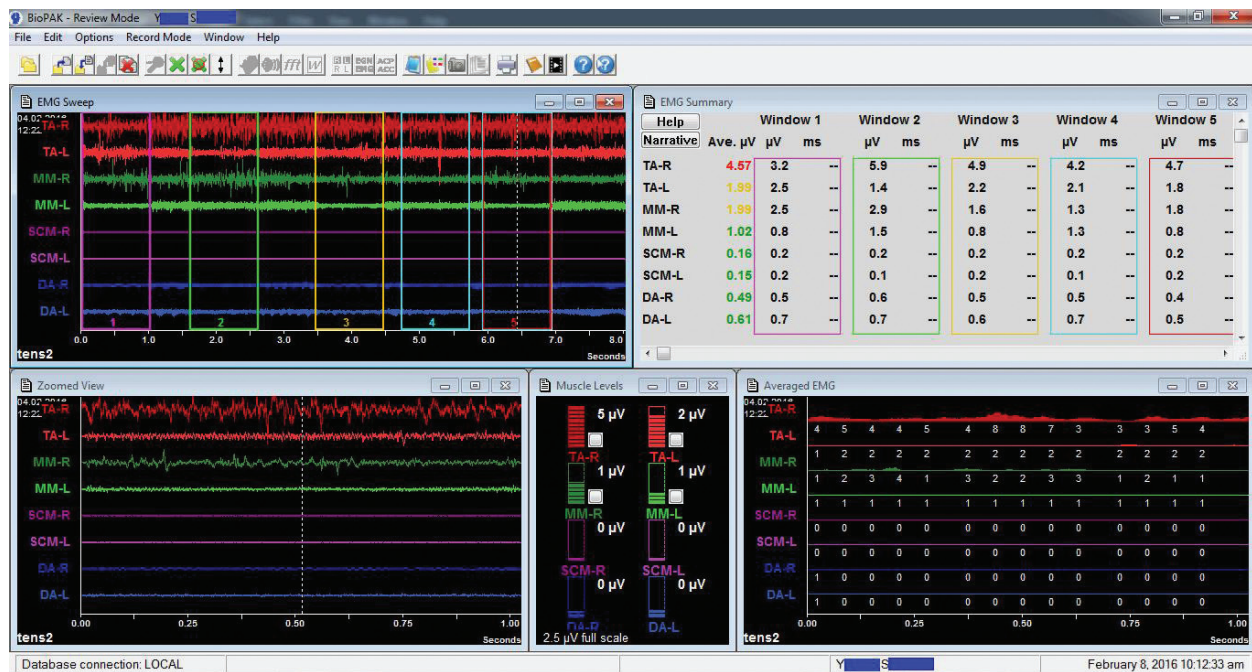 BioPAK - Review Mode Y S
File Edit Options Record Mode Window Help
EMG Sweep
04.02.2016
12:22
TA-R
TA-L
MM-R
MM-L
SCM-R
SCM-L
DA-R
DA-L
1 2 3 4 5
0.0 1.0 2.0 3.0 4.0 5.0 6.0 7.0 8.0
tens2 Seconds
EMG Summary
Help Window 1 Window 2 Window 3 Window 4 Window 5
Narrative Ave. µV µV ms µV ms µV ms µV ms µV ms
TA-R 4.57 3.2 -- 5.9 -- 4.9 -- 4.2 -- 4.7 --
TA-L 1.99 2.5 -- 1.4 -- 2.2 -- 2.1 -- 1.8 --
MM-R 1.99 2.5 -- 2.9 -- 1.6 -- 1.3 -- 1.8 --
MM-L 1.02 0.8 -- 1.5 -- 0.8 -- 1.3 -- 0.8 --
SCM-R 0.16 0.2 -- 0.2 -- 0.2 -- 0.2 -- 0.2 --
SCM-L 0.15 0.2 -- 0.1 -- 0.2 -- 0.1 -- 0.2 --
DA-R 0.49 0.5 -- 0.6 -- 0.5 -- 0.5 -- 0.4 --
DA-L 0.61 0.7 -- 0.7 -- 0.6 -- 0.7 -- 0.5 --
Zoomed View
12:22
TA-R
TA-L
MM-R
MM-L
SCM-R
SCM-L
DA-R
DA-L
0.00 0.25 0.50 0.75 1.00
tens2 Seconds
Muscle Levels
5 µV 2 µV
TA-R TA-L
1 µV 1 µV
MM-R MM-L
0 µV 0 µV
SCM-R SCM-L
0 µV 0 µV
DA-R DA-L
2.5 µV full scale
Averaged EMG
12:22
TA-R
4 5 4 4 5 4 8 8 7 3 3 3 5 4
TA-L
1 2 2 2 2 2 2 2 2 2 2 2 2 2
MM-R
1 2 3 4 1 3 2 2 3 3 1 2 1 1
MM-L
1 1 1 1 1 1 1 1 1 1 1 1 1 1
SCM-R
0 0 0 0 0 0 0 0 0 0 0 0 0 0
SCM-L
0 0 0 0 0 0 0 0 0 0 0 0 0 0
DA-R
1 0 0 0 0 0 0 0 0 0 0 0 0 0
DA-L
1 0 0 0 0 0 0 0 0 0 0 0 0 0
0.00 0.25 0.50 0.75 1.00
tens2 Seconds
Database connection: LOCAL Y S February 8, 2016 10:12:33 am